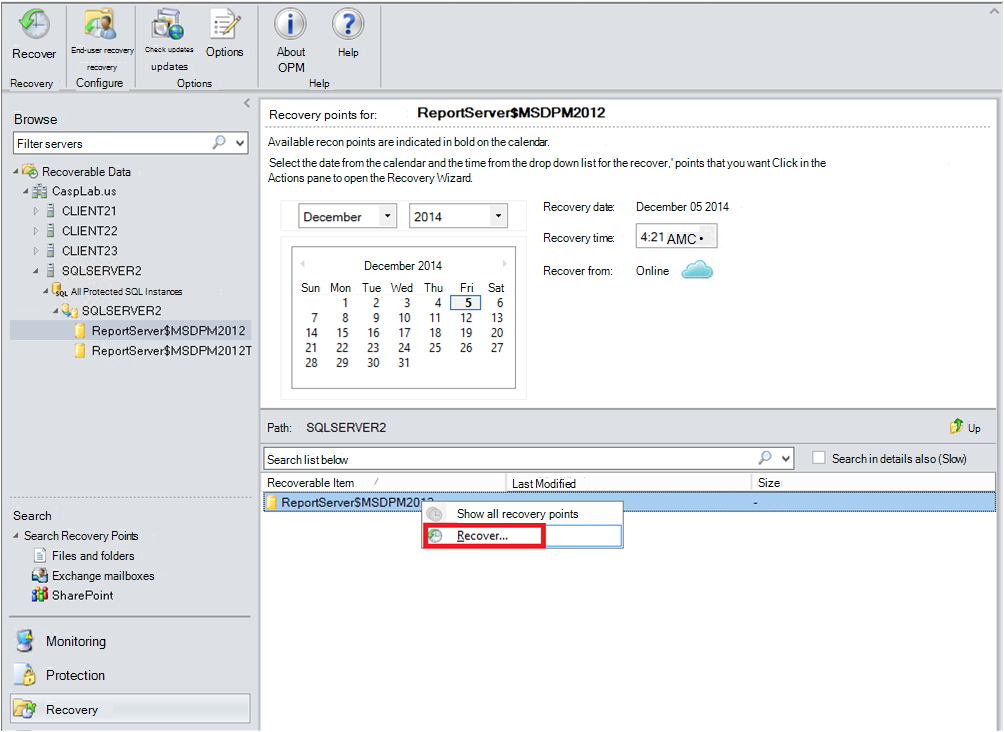 Recover
End-user recovery
recovery
Check updates
updates
Options
About
OPM
Help
Recovery
Configure
Options
Help
Browse
Filter servers
Recoverable Data
CaspLab.us
CLIENT21
CLIENT22
CLIENT23
SQLSERVER2
All Protected SQL Instances
SQLSERVER2
ReportServer$MSDPM2012
ReportServer$MSDPM2012T
Search
Search Recovery Points
Files and folders
Exchange mailboxes
SharePoint
Monitoring
Protection
Recovery
Recovery points for: ReportServer$MSDPM2012
Available recon points are indicated in bold on the calendar.
Select the date from the calendar and the time from the drop down list for the recover,' points that you want Click in the
Actions pane to open the Recovery Wizard.
December 2014
December 2014
Sun Mon Tue Wed Thu Fri Sat
1 2 3 4 5 6
7 8 9 10 11 12 13
14 15 16 17 18 19 20
21 22 23 24 25 26 27
28 29 30 31
Recovery date: December 05 2014
Recovery time: 4:21 AMC •
Recover from: Online
Path: SQLSERVER2
Up
Search list below
Search in details also (Slow)
Recoverable Item / Last Modified Size
ReportServer$MSDPM2012 -
Show all recovery points
Recover...